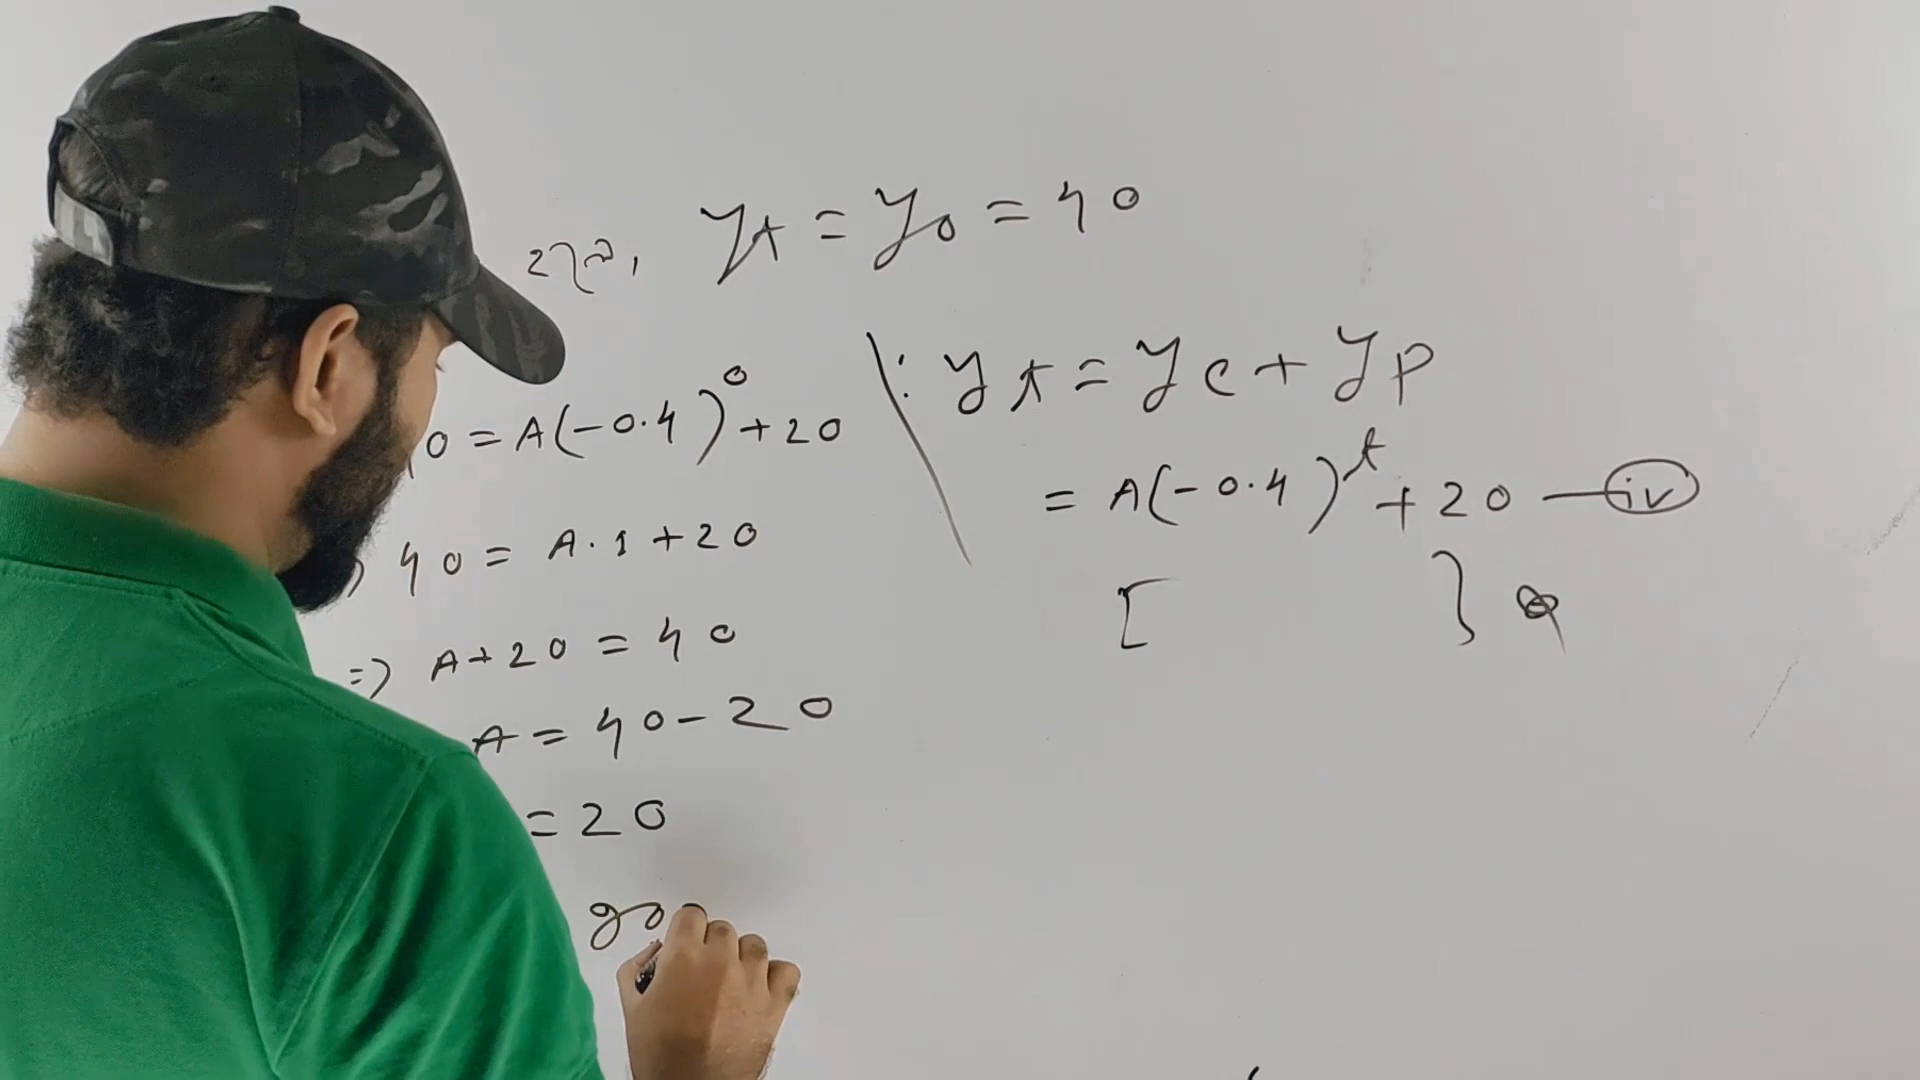 হলে, y_t = y_0 = 40
0 = A(-0.4)^0 + 20
40 = A.1 + 20
=> A + 20 = 40
A = 40 - 20
= 20
∴ y_t = y_c + y_p
= A(-0.4)^t + 20 — (iv)
[ }